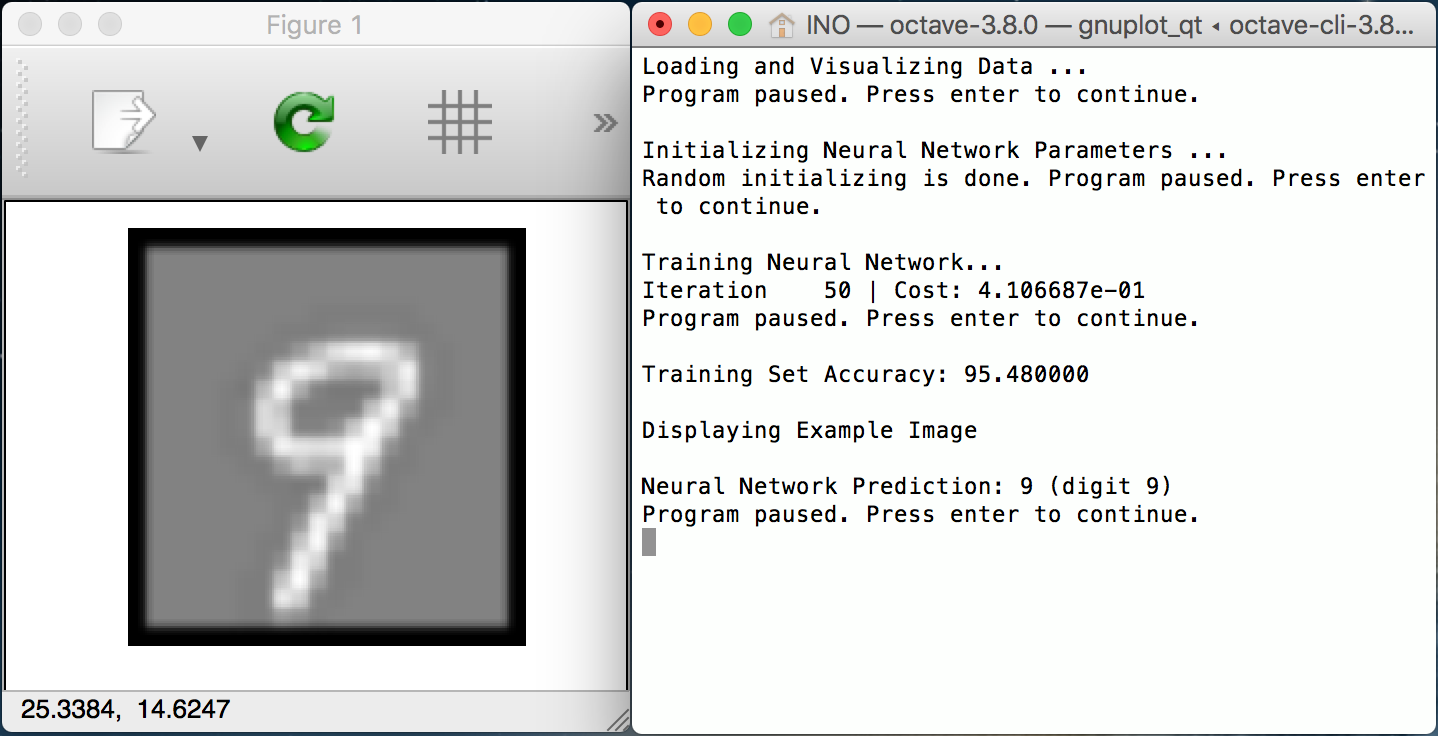 Figure 1
25.3384, 14.6247
INO — octave-3.8.0 — gnuplot_qt ◂ octave-cli-3.8...
Loading and Visualizing Data ...
Program paused. Press enter to continue.
Initializing Neural Network Parameters ...
Random initializing is done. Program paused. Press enter
to continue.
Training Neural Network...
Iteration    50 | Cost: 4.106687e-01
Program paused. Press enter to continue.
Training Set Accuracy: 95.480000
Displaying Example Image
Neural Network Prediction: 9 (digit 9)
Program paused. Press enter to continue.
9